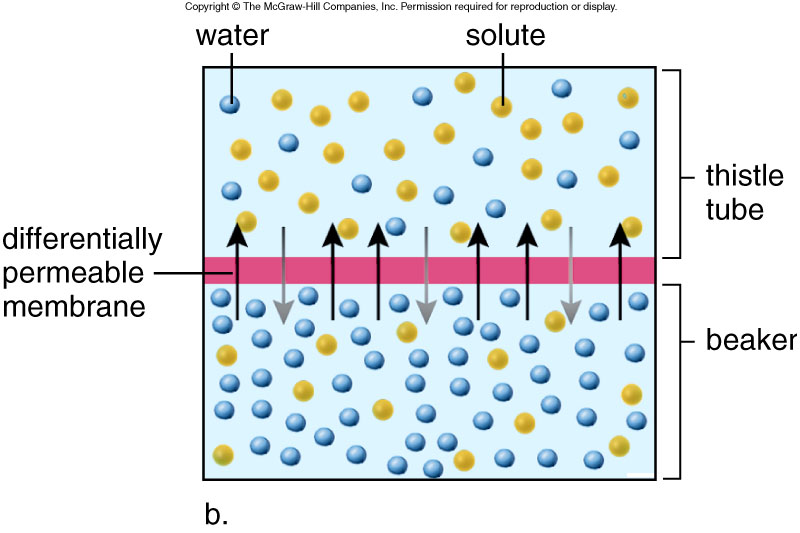 Copyright © The McGraw-Hill Companies, Inc. Permission required for reproduction or display.
water
solute
thistle
tube
differentially
permeable
membrane
beaker
b.